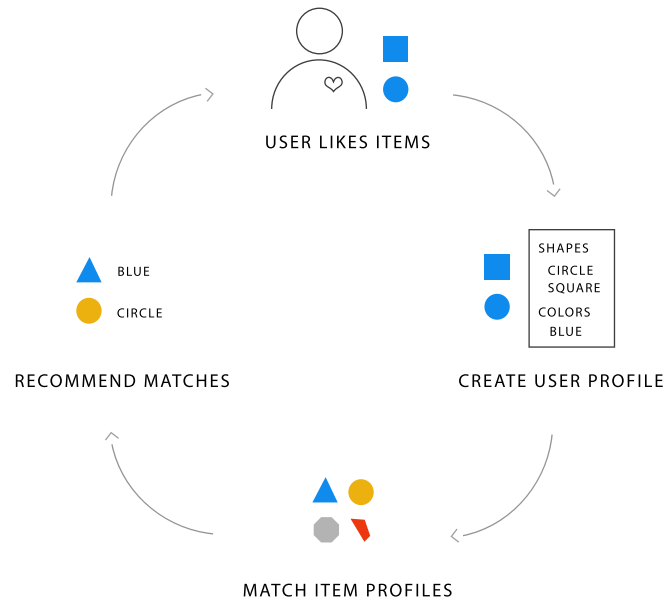 USER LIKES ITEMS
SHAPES
CIRCLE
SQUARE
COLORS
BLUE
CREATE USER PROFILE
MATCH ITEM PROFILES
BLUE
CIRCLE
RECOMMEND MATCHES